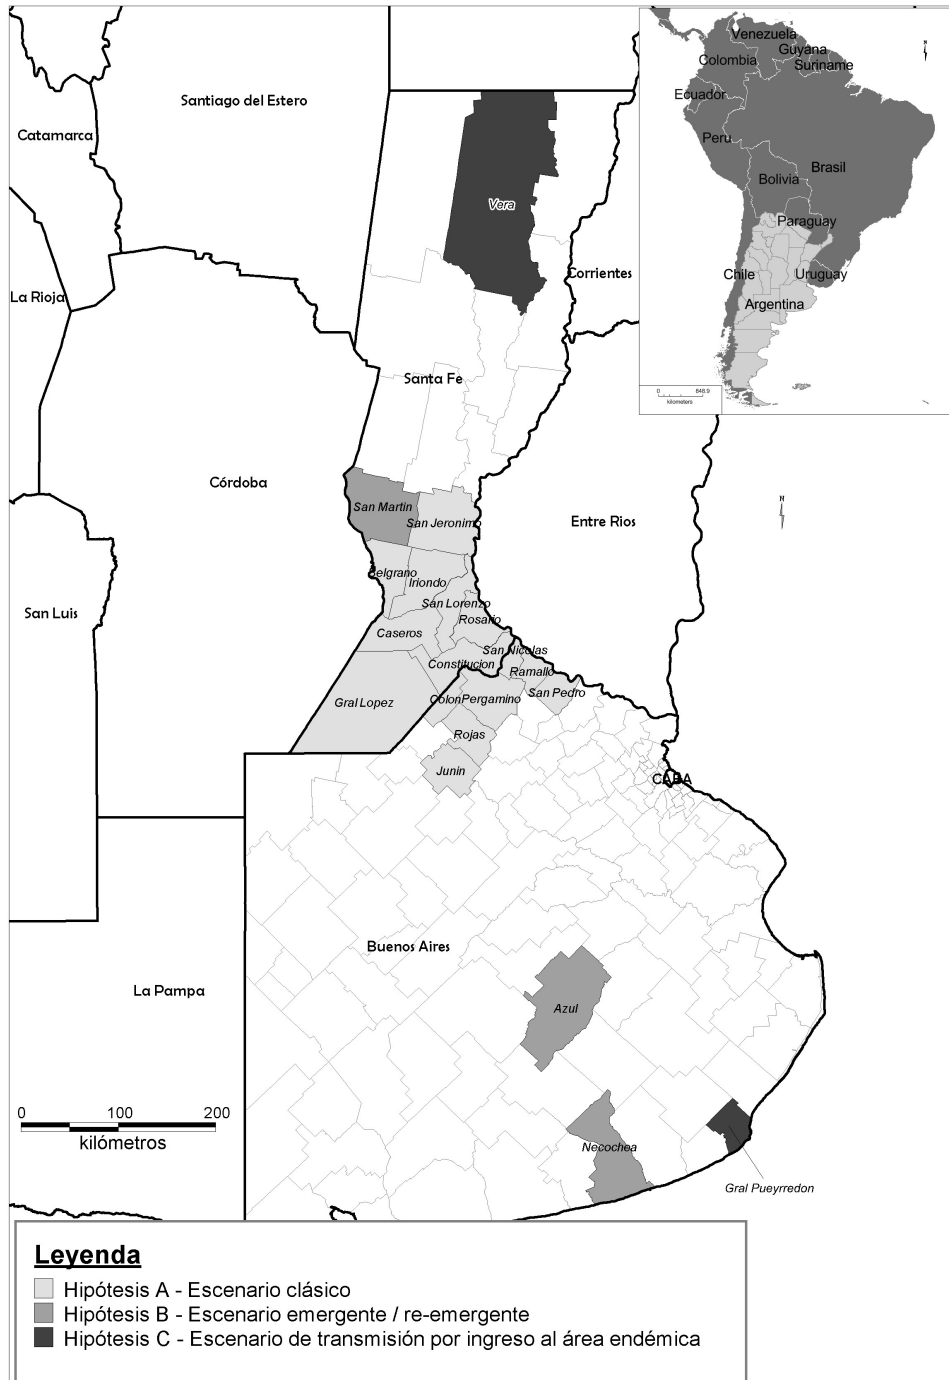 Venezuela
Guyana
Suriname
Colombia
Ecuador
Peru
Brasil
Bolivia
Paraguay
Chile
Uruguay
Argentina
0 848.9
kilometers
N
Santiago del Estero
Catamarca
Vera
Corrientes
La Rioja
Santa Fe
Córdoba
N
San Martin
San Jeronimo
Entre Rios
Belgrano
Iriondo
San Luis
San Lorenzo
Rosario
Caseros
San Nicolas
Constitucion
Ramallo
San Pedro
Gral Lopez
Colon
Pergamino
Rojas
Junin
CABA
Buenos Aires
La Pampa
Azul
0 100 200
kilómetros
Necochea
Gral Pueyrredon
Leyenda
Hipótesis A - Escenario clásico
Hipótesis B - Escenario emergente / re-emergente
Hipótesis C - Escenario de transmisión por ingreso al área endémica